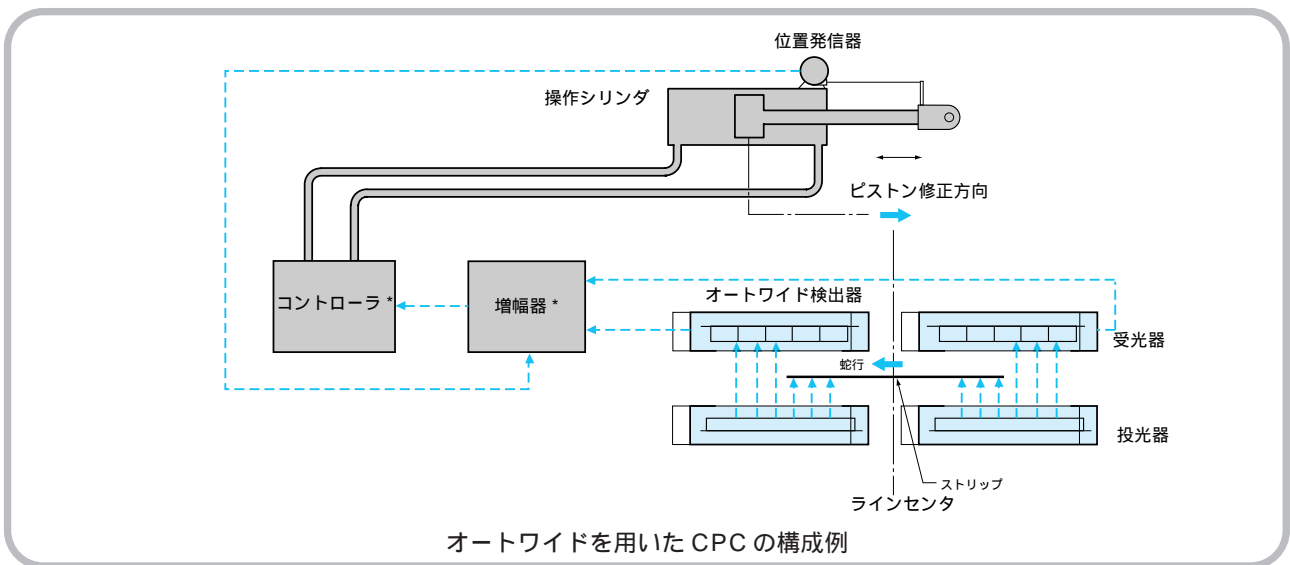 位置発信器
操作シリンダ
ピストン修正方向
コントローラ*
増幅器*
オートワイド検出器
受光器
蛇行
投光器
ストリップ
ラインセンタ
オートワイドを用いた CPC の構成例